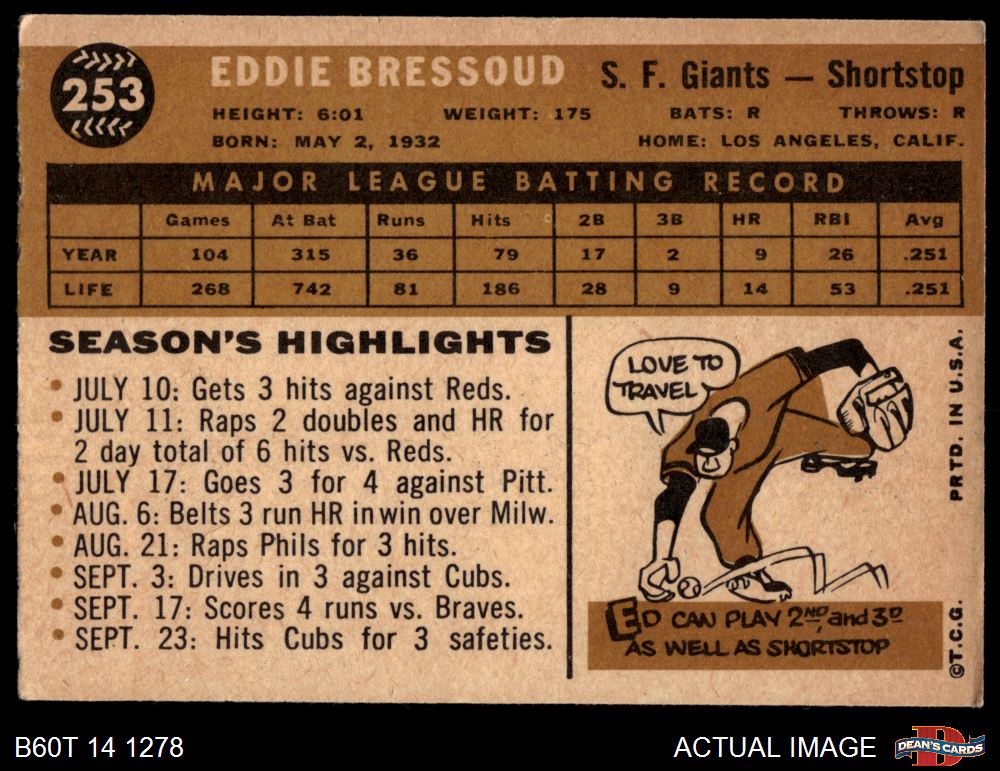 253
EDDIE BRESSOUD S. F. Giants — Shortstop
HEIGHT: 6:01 WEIGHT: 175 BATS: R THROWS: R
BORN: MAY 2, 1932 HOME: LOS ANGELES, CALIF.
MAJOR LEAGUE BATTING RECORD
Games At Bat Runs Hits 2B 3B HR RBI Avg
YEAR 104 315 36 79 17 2 9 26 .251
LIFE 268 742 81 186 28 9 14 53 .251
SEASON'S HIGHLIGHTS
• JULY 10: Gets 3 hits against Reds.
• JULY 11: Raps 2 doubles and HR for
2 day total of 6 hits vs. Reds.
• JULY 17: Goes 3 for 4 against Pitt.
• AUG. 6: Belts 3 run HR in win over Milw.
• AUG. 21: Raps Phils for 3 hits.
• SEPT. 3: Drives in 3 against Cubs.
• SEPT. 17: Scores 4 runs vs. Braves.
• SEPT. 23: Hits Cubs for 3 safeties.
LOVE TO
TRAVEL
ED CAN PLAY 2ND, and 3D
AS WELL AS SHORTSTOP
PRTD. IN U.S.A.
©T.C.G.
B60T 14 1278
ACTUAL IMAGE
DEAN'S CARDS